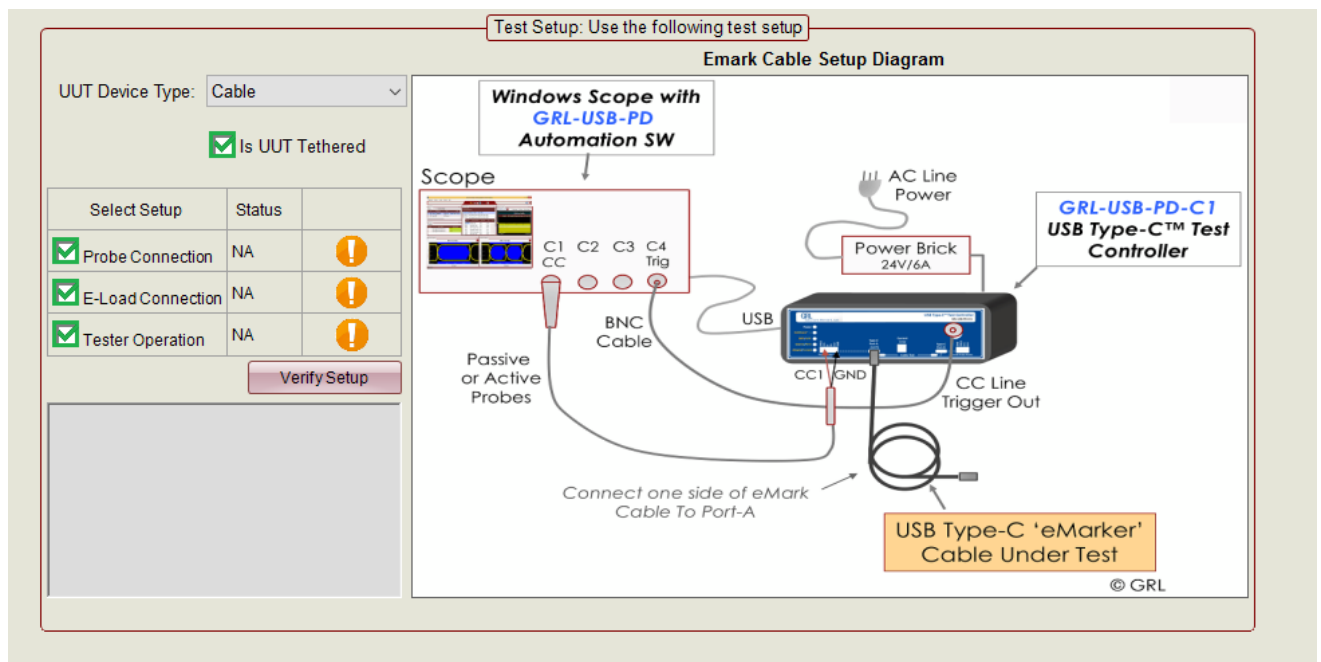 Test Setup: Use the following test setup
Emark Cable Setup Diagram
UUT Device Type:
Cable
Is UUT Tethered
Select Setup
Status
Probe Connection
NA
E-Load Connection
NA
Tester Operation
NA
Verify Setup
Windows Scope with
GRL-USB-PD
Automation SW
Scope
C1
CC
C2
C3
C4
Trig
AC Line
Power
Power Brick
24V/6A
GRL-USB-PD-C1
USB Type-C™ Test
Controller
USB
BNC
Cable
Passive
or Active
Probes
CC1
GND
CC Line
Trigger Out
Connect one side of eMark
Cable To Port-A
USB Type-C ‘eMarker’
Cable Under Test
© GRL